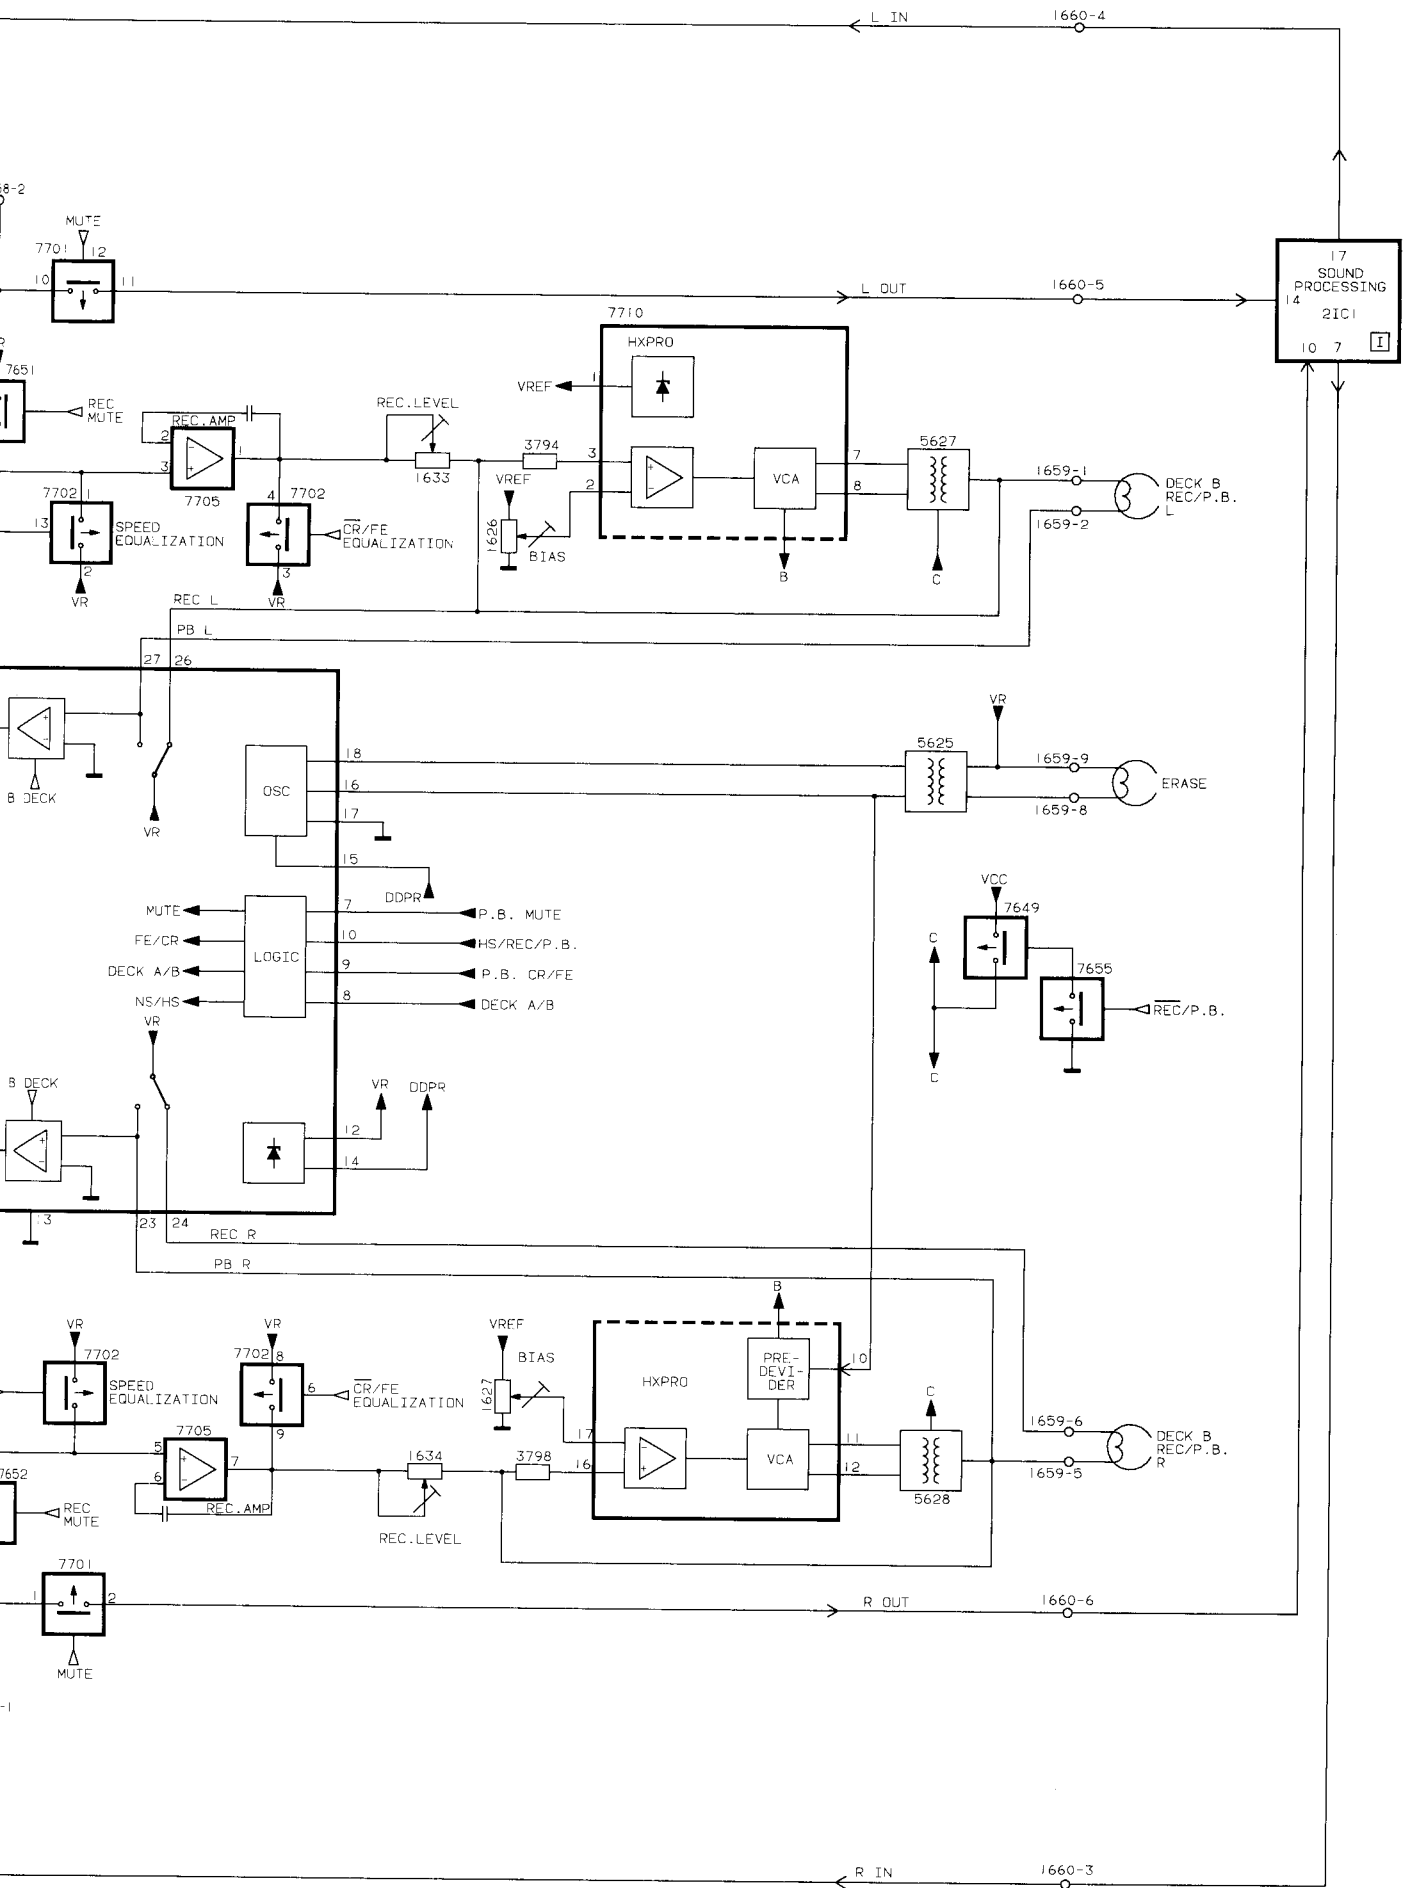 L IN
1660-4
68-2
MUTE
7701
12
10
11
L OUT
1660-5
17
SOUND
PROCESSING
14
2IC1
I
10 7
7710
HXPRO
VREF
1
R
7651
REC
MUTE
REC.AMP
2
3
1
7705
REC.LEVEL
1633
3794
3
2
VREF
1626
BIAS
VCA
7
8
B
5627
C
1659-1
1659-2
DECK B
REC/P.B.
L
7702
1
13
SPEED
EQUALIZATION
2
VR
4
7702
CR/FE
EQUALIZATION
3
VR
REC L
PB L
27 26
B DECK
VR
OSC
18
16
17
15
DDPR
5625
VR
1659-9
1659-8
ERASE
MUTE
FE/CR
DECK A/B
NS/HS
LOGIC
7
10
9
8
P.B. MUTE
HS/REC/P.B.
P.B. CR/FE
DECK A/B
VCC
7649
C
C
7655
REC/P.B.
VR
B DECK
VR
DDPR
12
14
13
23 24
REC R
PB R
VR
7702
SPEED
EQUALIZATION
VR
7702 8
6
CR/FE
EQUALIZATION
9
VREF
BIAS
1627
B
PRE-
DEVI-
DER
10
HXPRO
17
16
VCA
11
12
C
5628
1659-6
1659-5
DECK B
REC/P.B.
R
7705
5
6
7
REC.AMP
1634
REC.LEVEL
3798
7652
REC
MUTE
7701
1
2
MUTE
R OUT
1660-6
-1
R IN
1660-3